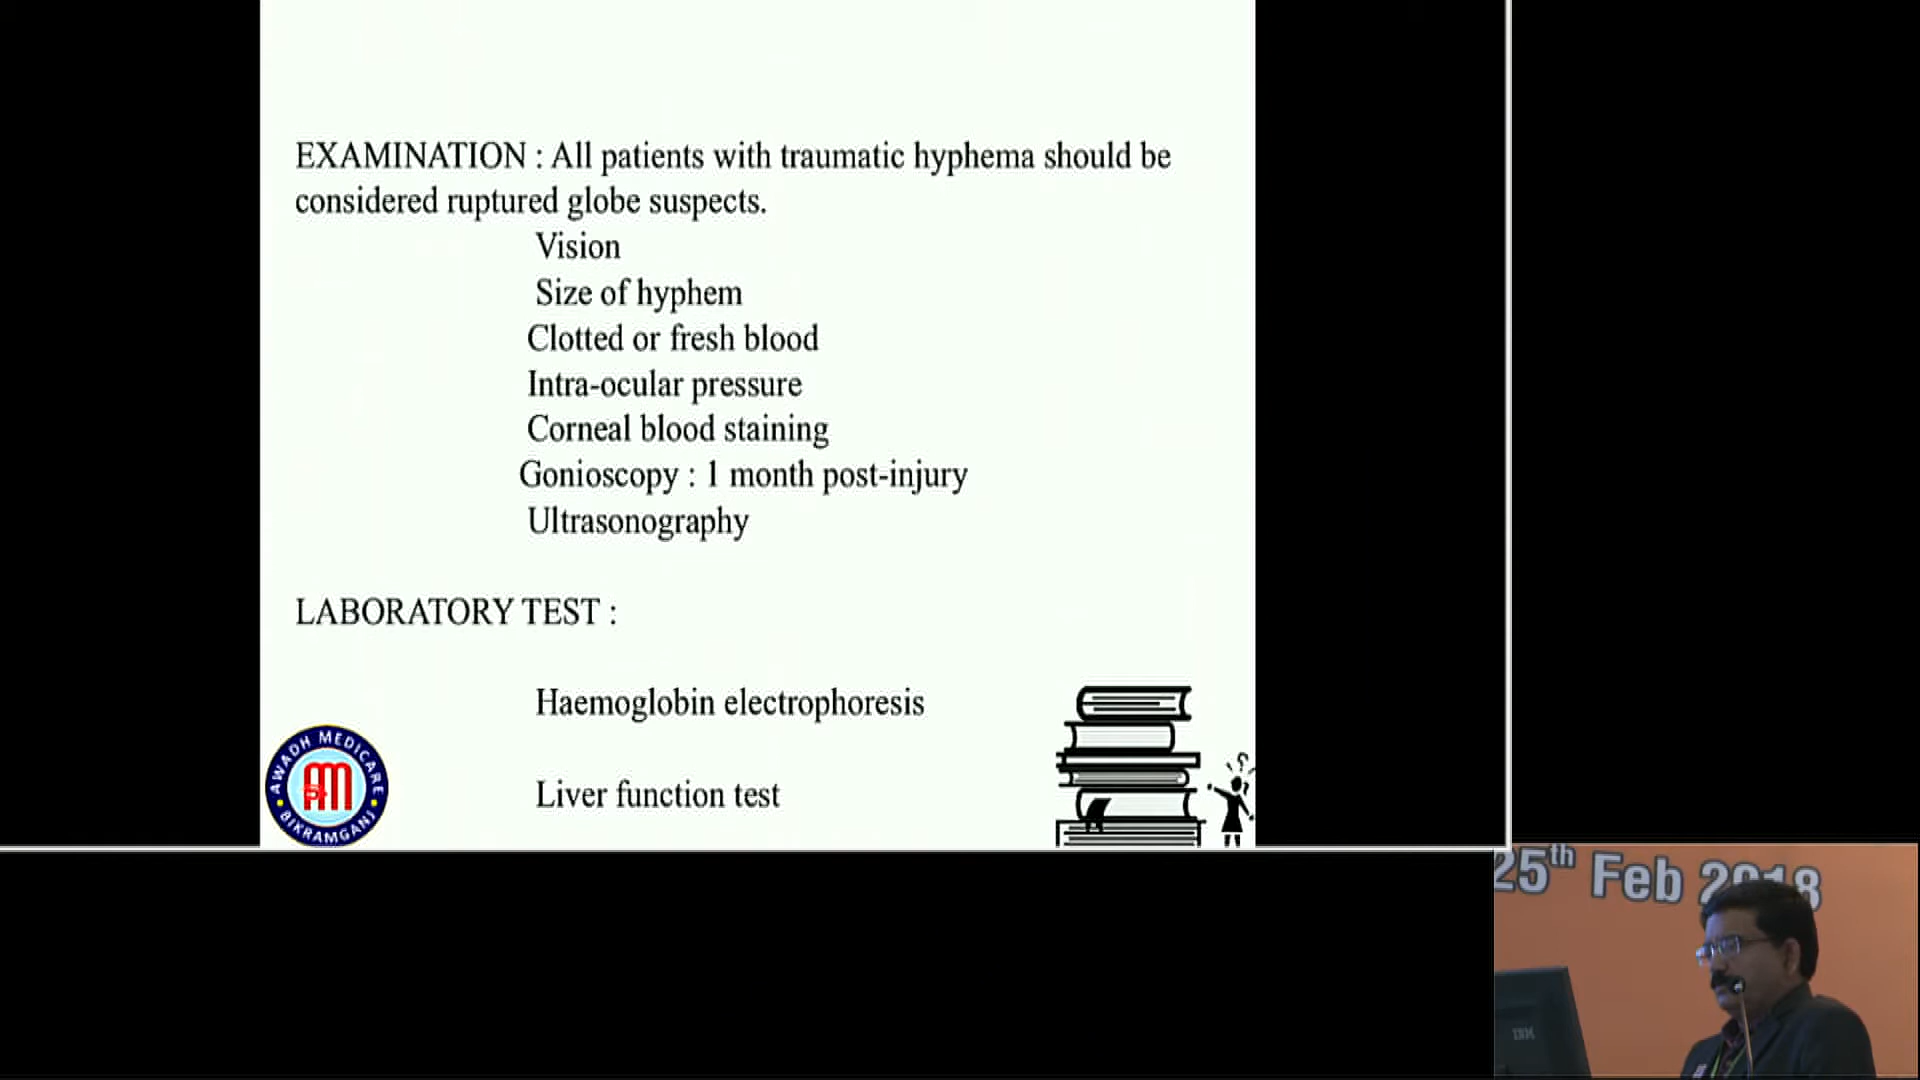 EXAMINATION : All patients with traumatic hyphema should be
considered ruptured globe suspects.
Vision
Size of hyphem
Clotted or fresh blood
Intra-ocular pressure
Corneal blood staining
Gonioscopy : 1 month post-injury
Ultrasonography
LABORATORY TEST :
Haemoglobin electrophoresis
Liver function test
AWADH MEDICARE
BIKRAMGANJ
25th Feb 2018
IBM